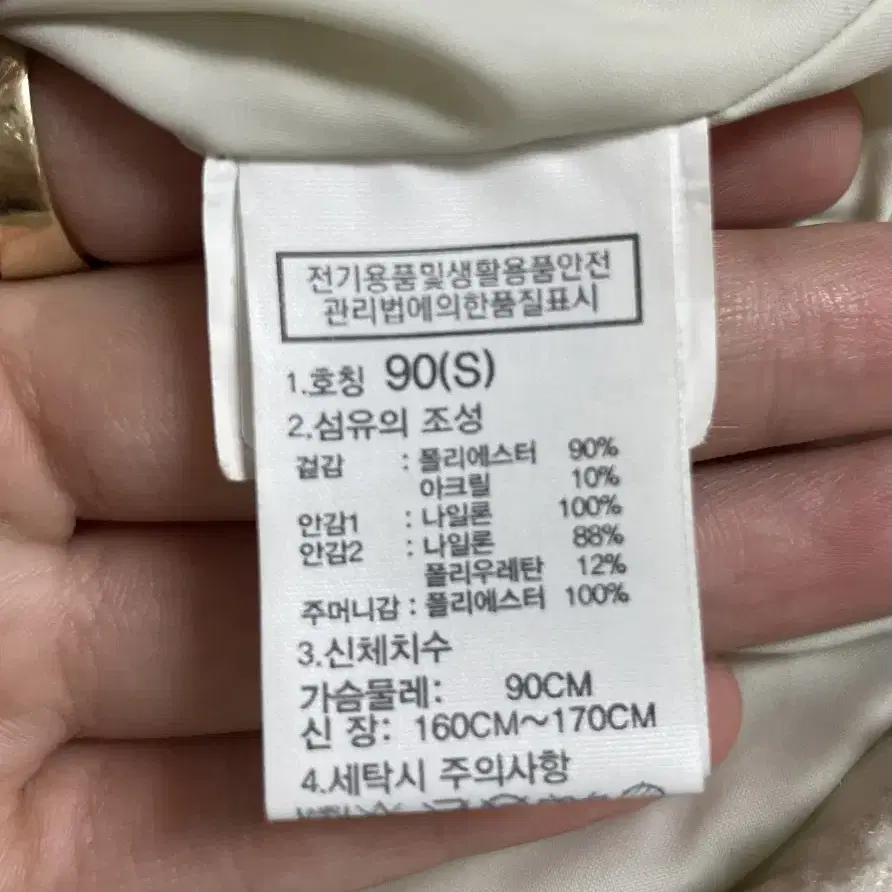 전기용품및생활용품안전
관리법에의한품질표시
1.호칭 90(S)
2.섬유의 조성
겉감 : 폴리에스터 90%
아크릴 10%
안감1 : 나일론 100%
안감2 : 나일론 88%
폴리우레탄 12%
주머니감 : 폴리에스터 100%
3.신체치수
가슴물레: 90CM
신 장: 160CM~170CM
4.세탁시 주의사항